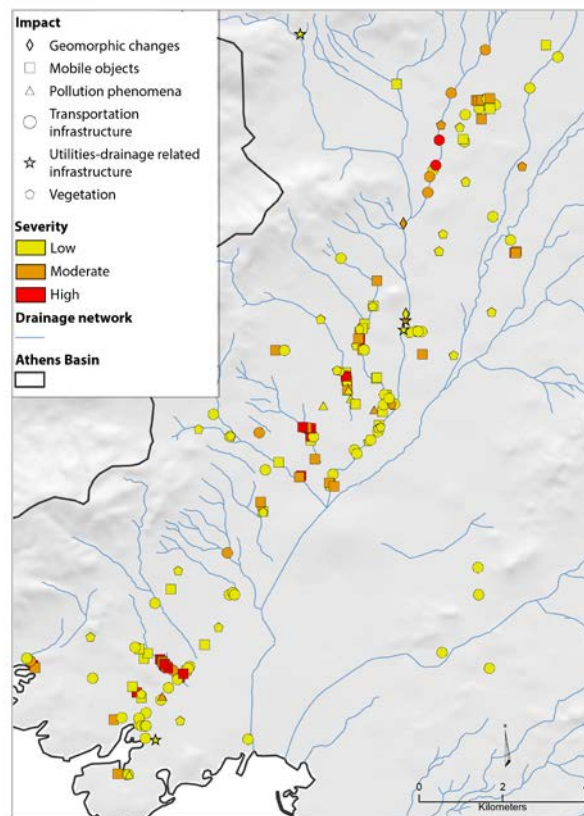 Impact
Geomorphic changes
Mobile objects
Pollution phenomena
Transportation
infrastructure
Utilities-drainage related
infrastructure
Vegetation
Severity
Low
Moderate
High
Drainage network
Athens Basin
0 2 4
Kilometers